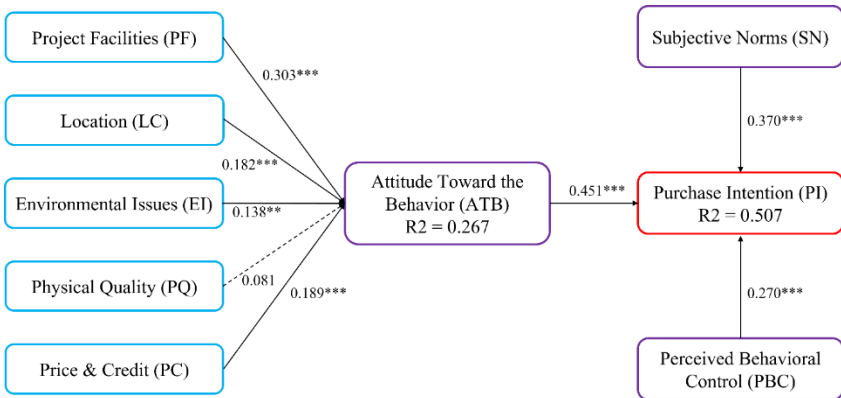 Project Facilities (PF)
Subjective Norms (SN)
0.303***
Location (LC)
0.370***
0.182***
Attitude Toward the
Behavior (ATB)
R2 = 0.267
0.451***
Purchase Intention (PI)
R2 = 0.507
Environmental Issues (EI)
0.138**
Physical Quality (PQ)
0.081
0.189***
0.270***
Price & Credit (PC)
Perceived Behavioral
Control (PBC)